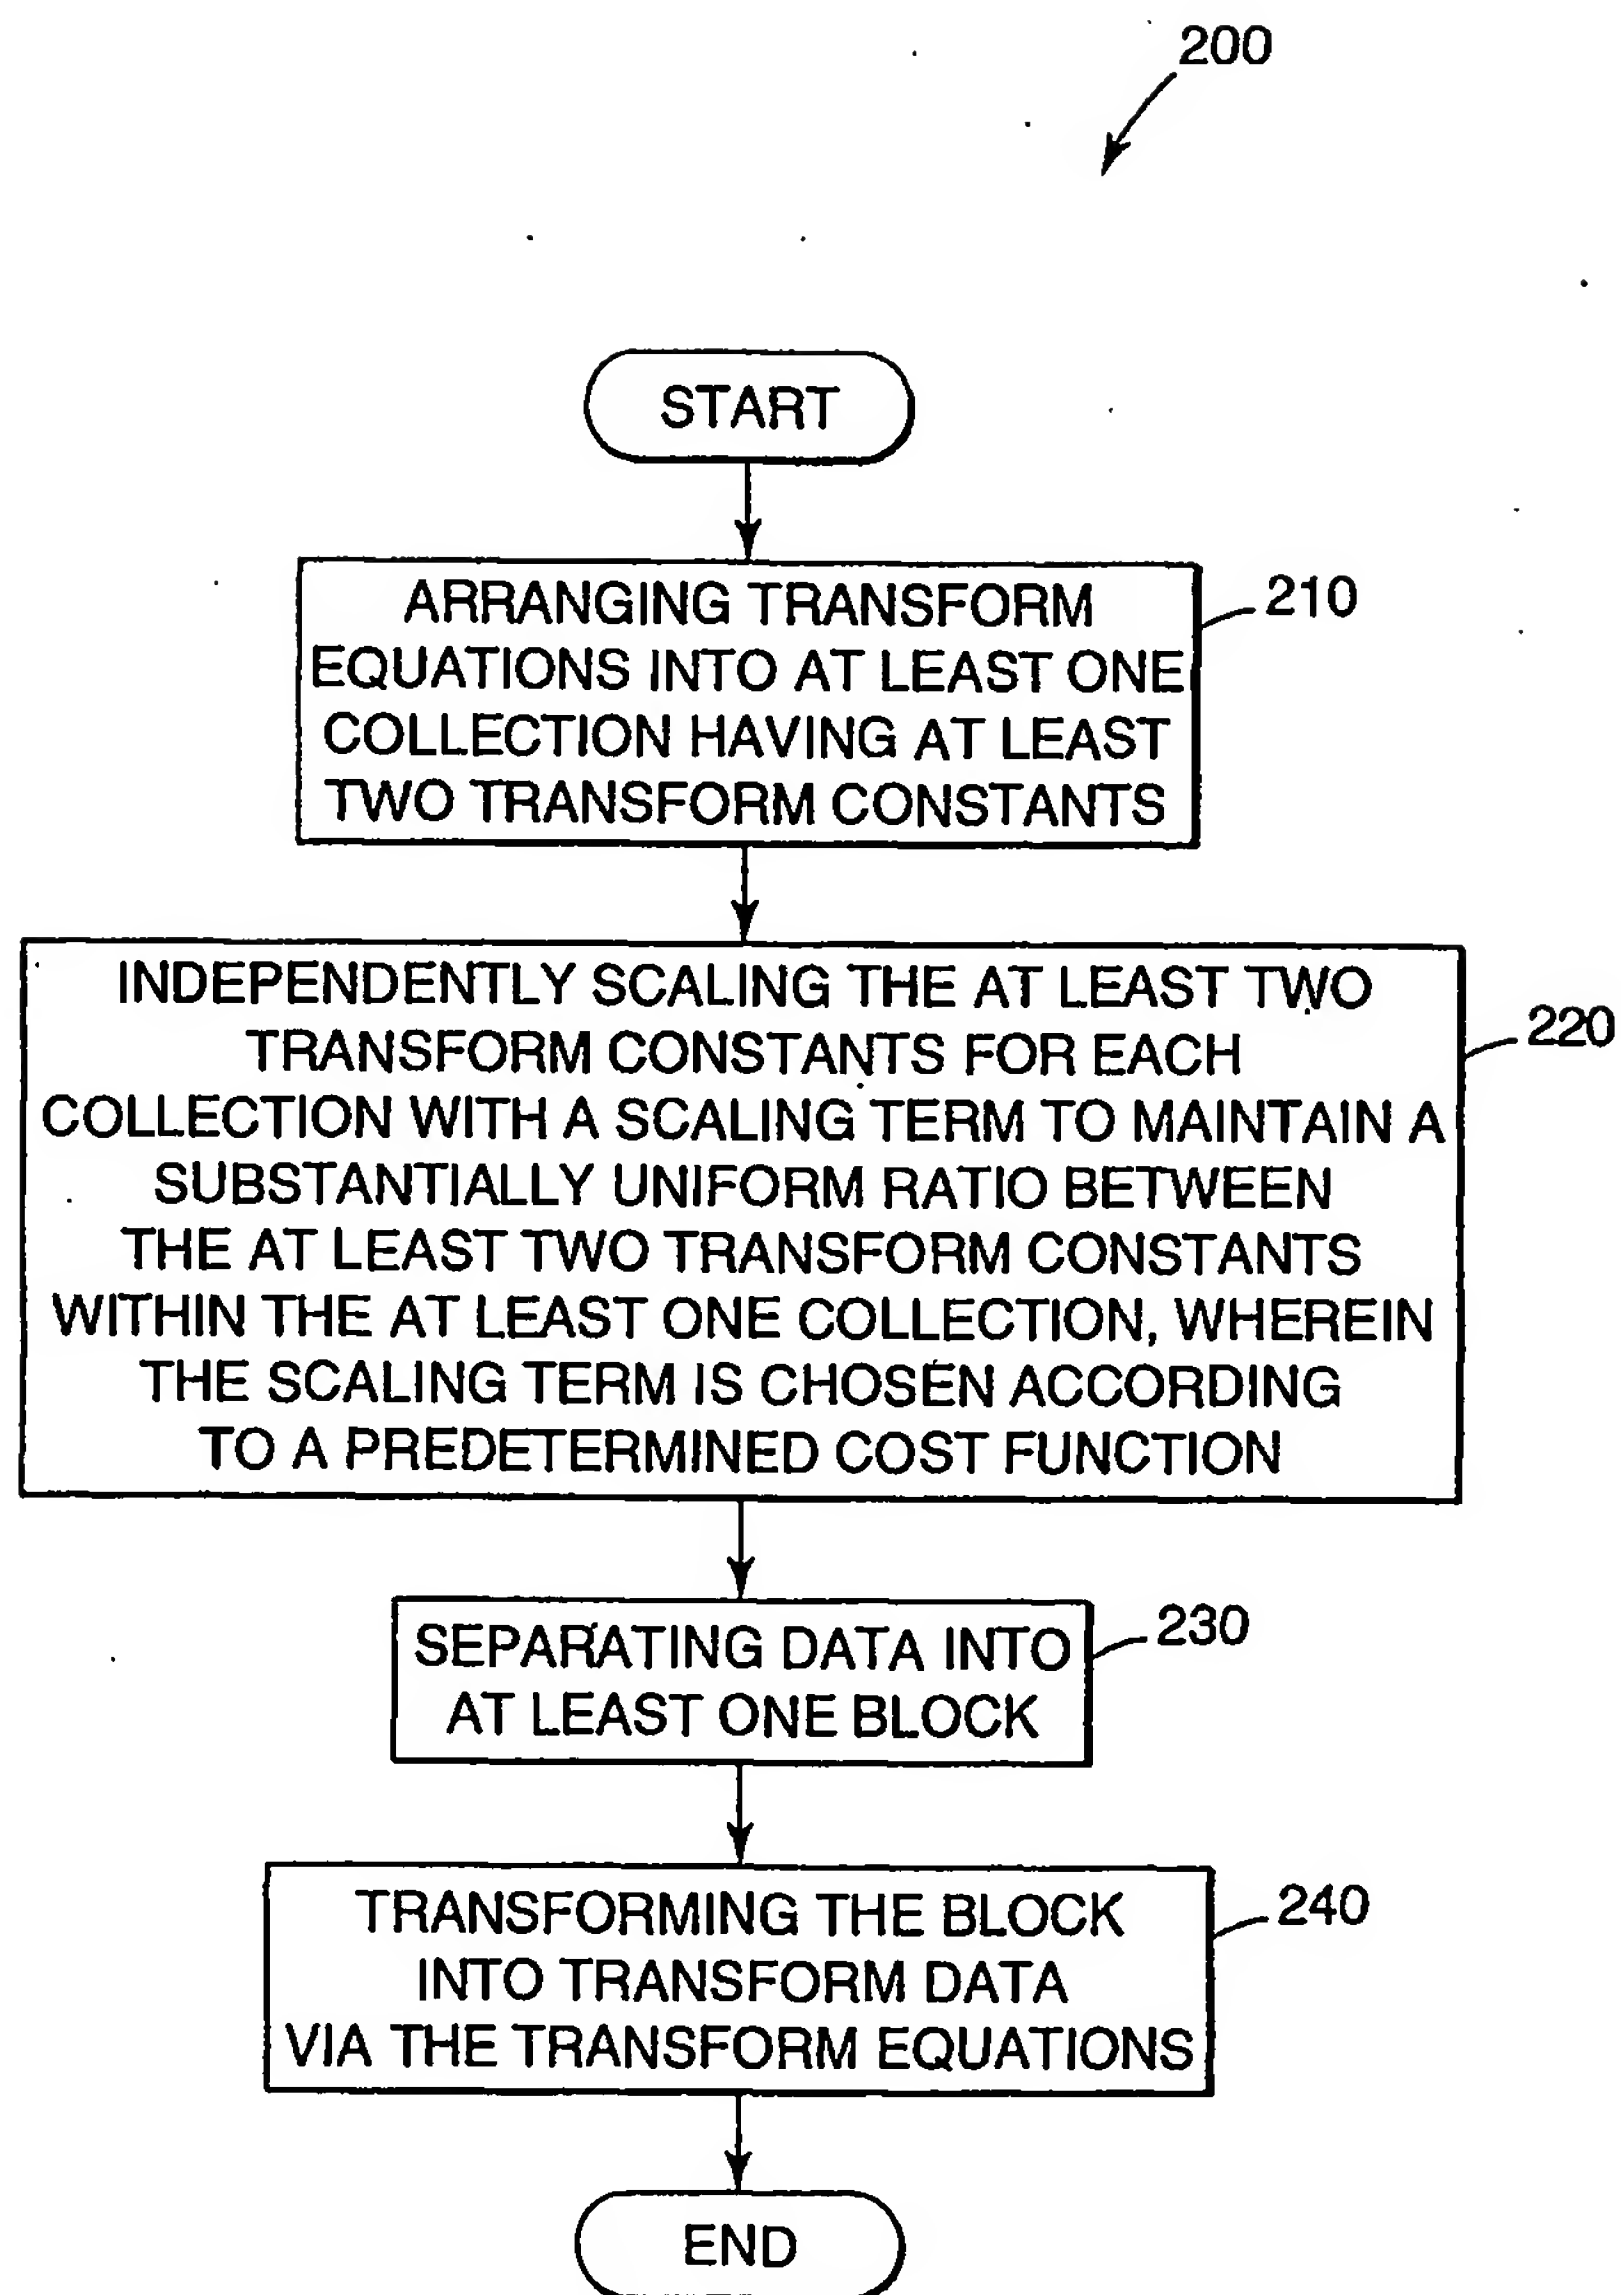 200
START
ARRANGING TRANSFORM
EQUATIONS INTO AT LEAST ONE
COLLECTION HAVING AT LEAST
TWO TRANSFORM CONSTANTS
210
INDEPENDENTLY SCALING THE AT LEAST TWO
TRANSFORM CONSTANTS FOR EACH
COLLECTION WITH A SCALING TERM TO MAINTAIN A
SUBSTANTIALLY UNIFORM RATIO BETWEEN
THE AT LEAST TWO TRANSFORM CONSTANTS
WITHIN THE AT LEAST ONE COLLECTION, WHEREIN
THE SCALING TERM IS CHOSEN ACCORDING
TO A PREDETERMINED COST FUNCTION
220
SEPARATING DATA INTO
AT LEAST ONE BLOCK
230
TRANSFORMING THE BLOCK
INTO TRANSFORM DATA
VIA THE TRANSFORM EQUATIONS
240
END